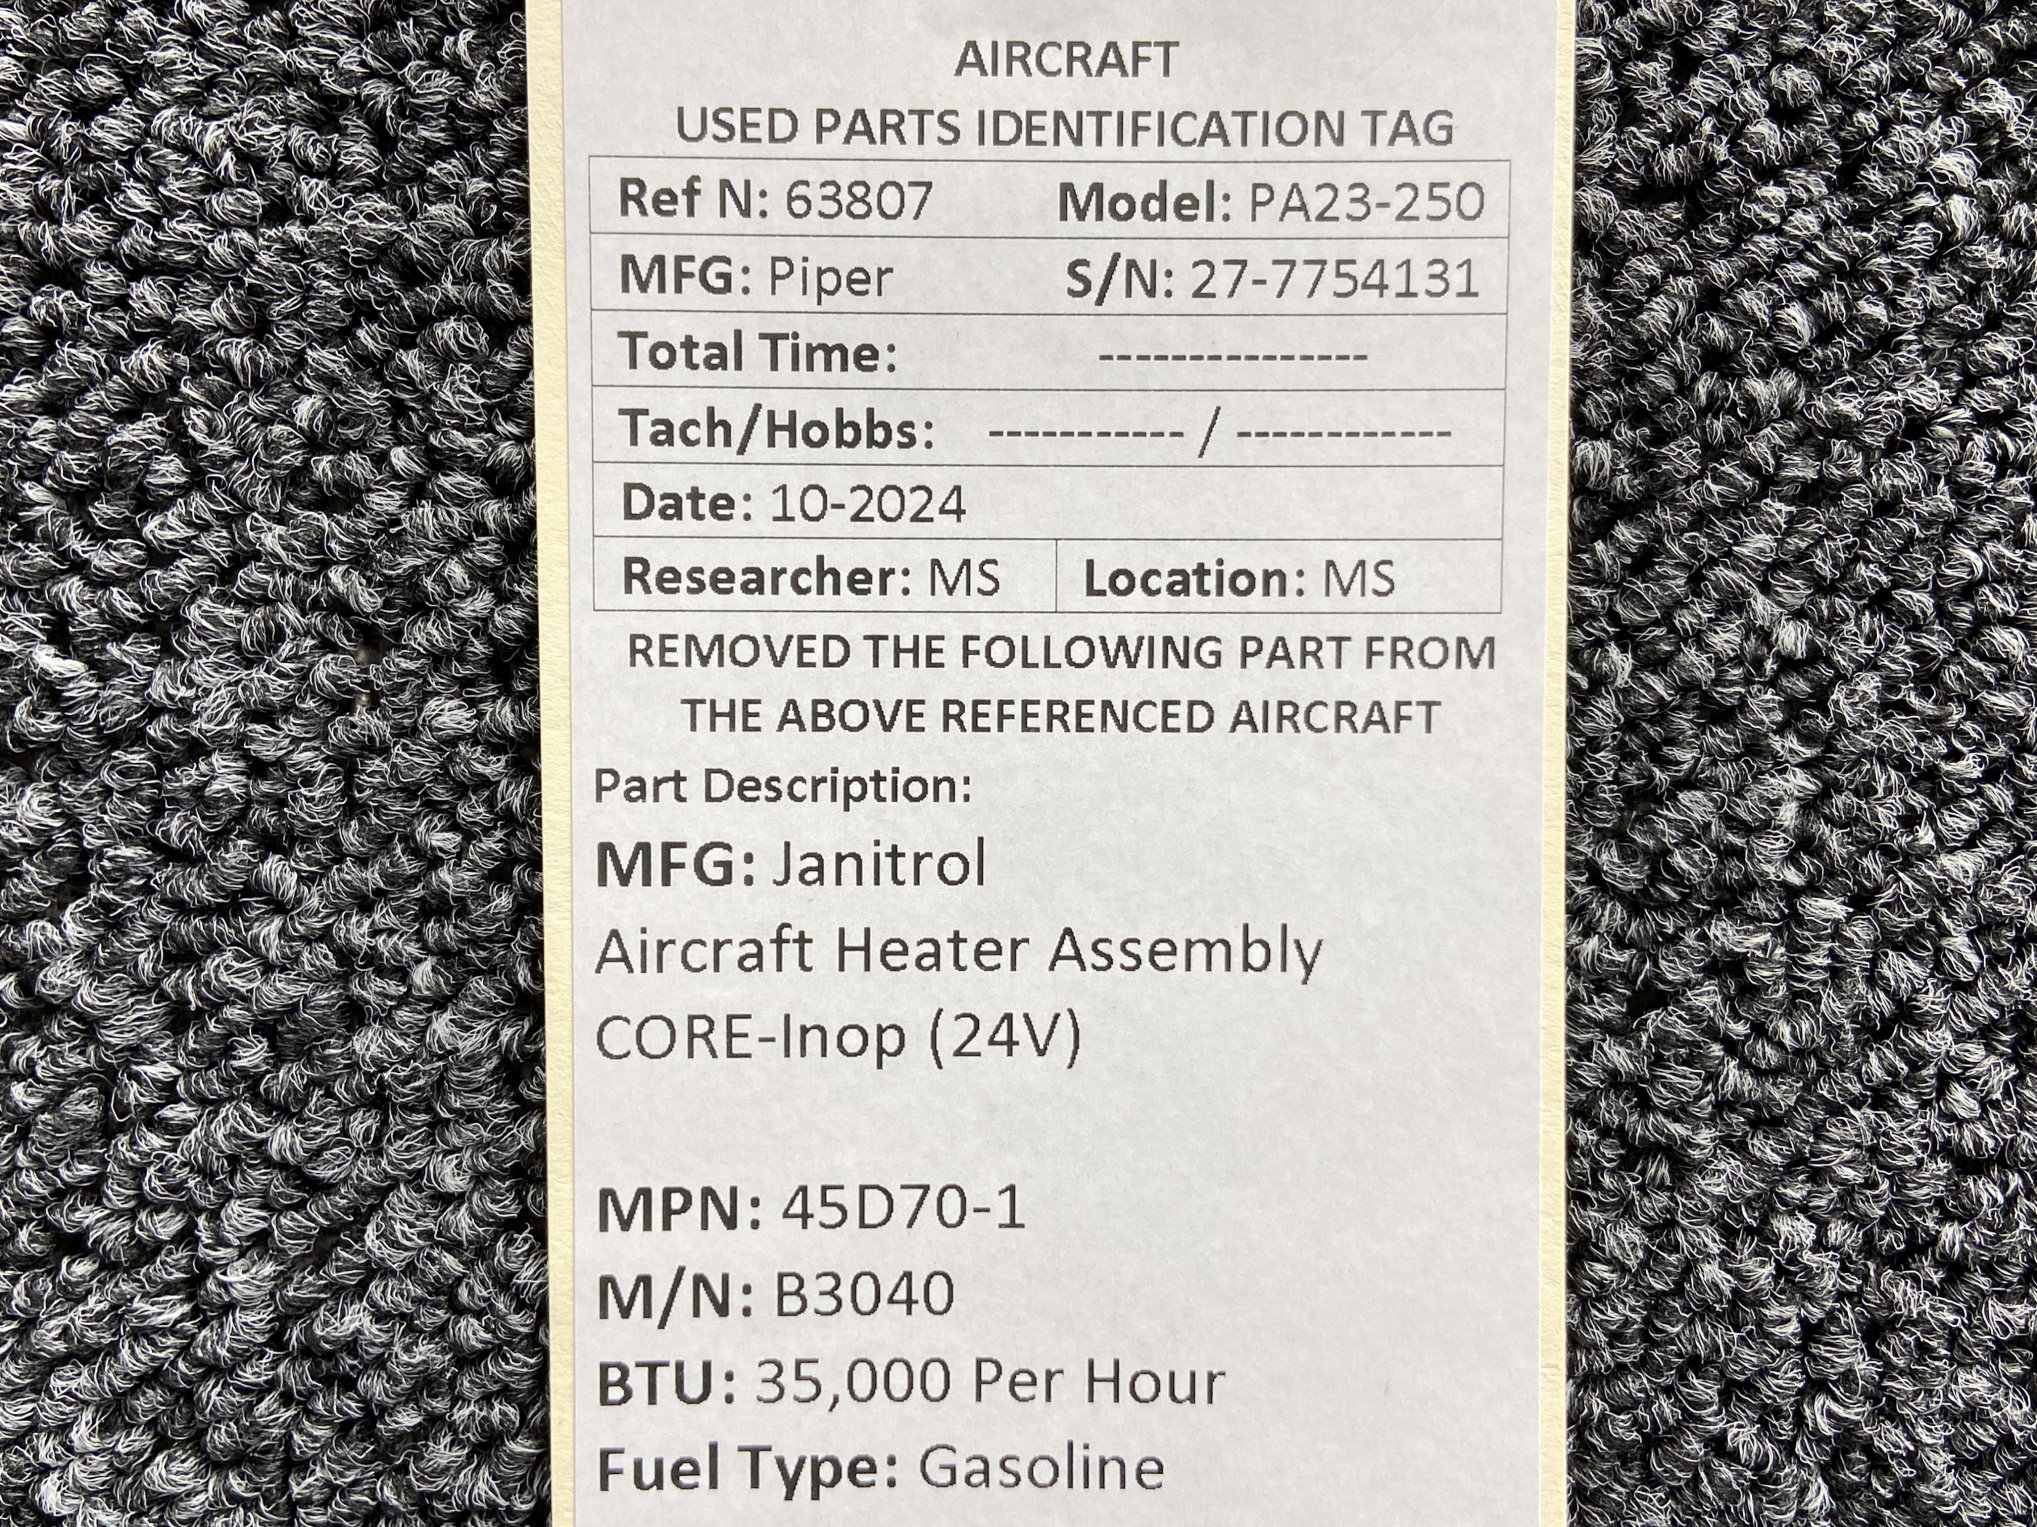 AIRCRAFT
USED PARTS IDENTIFICATION TAG
Ref N: 63807 Model: PA23-250
MFG: Piper S/N: 27-7754131
Total Time: ---------------
Tach/Hobbs: ----------- / ------------
Date: 10-2024
Researcher: MS Location: MS
REMOVED THE FOLLOWING PART FROM
THE ABOVE REFERENCED AIRCRAFT
Part Description:
MFG: Janitrol
Aircraft Heater Assembly
CORE-Inop (24V)
MPN: 45D70-1
M/N: B3040
BTU: 35,000 Per Hour
Fuel Type: Gasoline